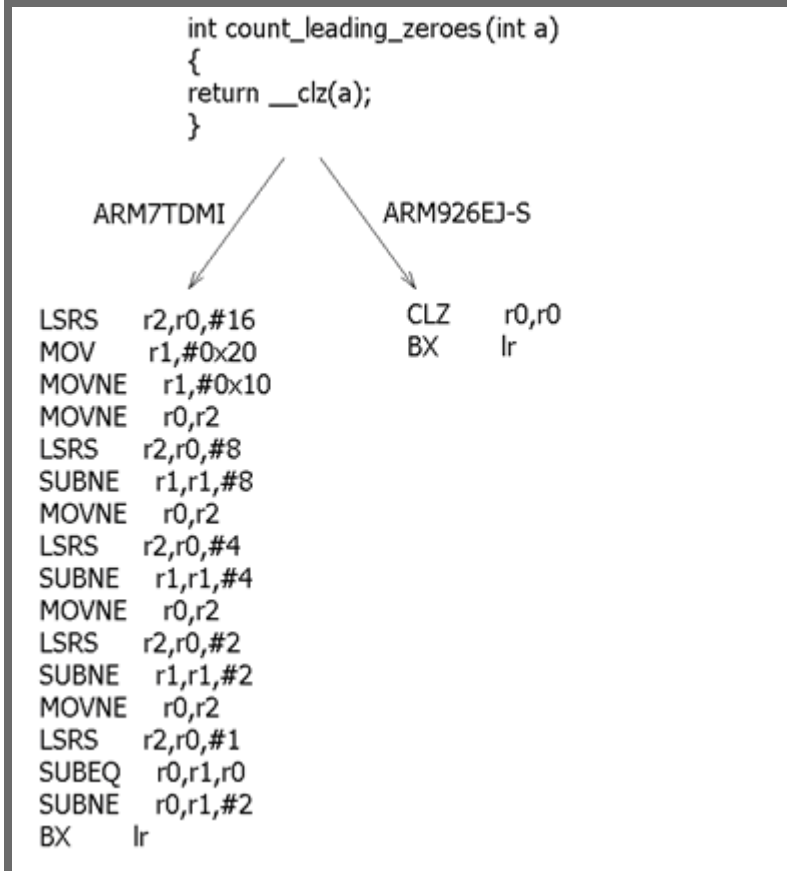 int count_leading_zeroes(int a)
{
return __clz(a);
}
ARM7TDMI
ARM926EJ-S
LSRS r2,r0,#16
MOV r1,#0x20
MOVNE r1,#0x10
MOVNE r0,r2
LSRS r2,r0,#8
SUBNE r1,r1,#8
MOVNE r0,r2
LSRS r2,r0,#4
SUBNE r1,r1,#4
MOVNE r0,r2
LSRS r2,r0,#2
SUBNE r1,r1,#2
MOVNE r0,r2
LSRS r2,r0,#1
SUBEQ r0,r1,r0
SUBNE r0,r1,#2
BX lr
CLZ r0,r0
BX lr